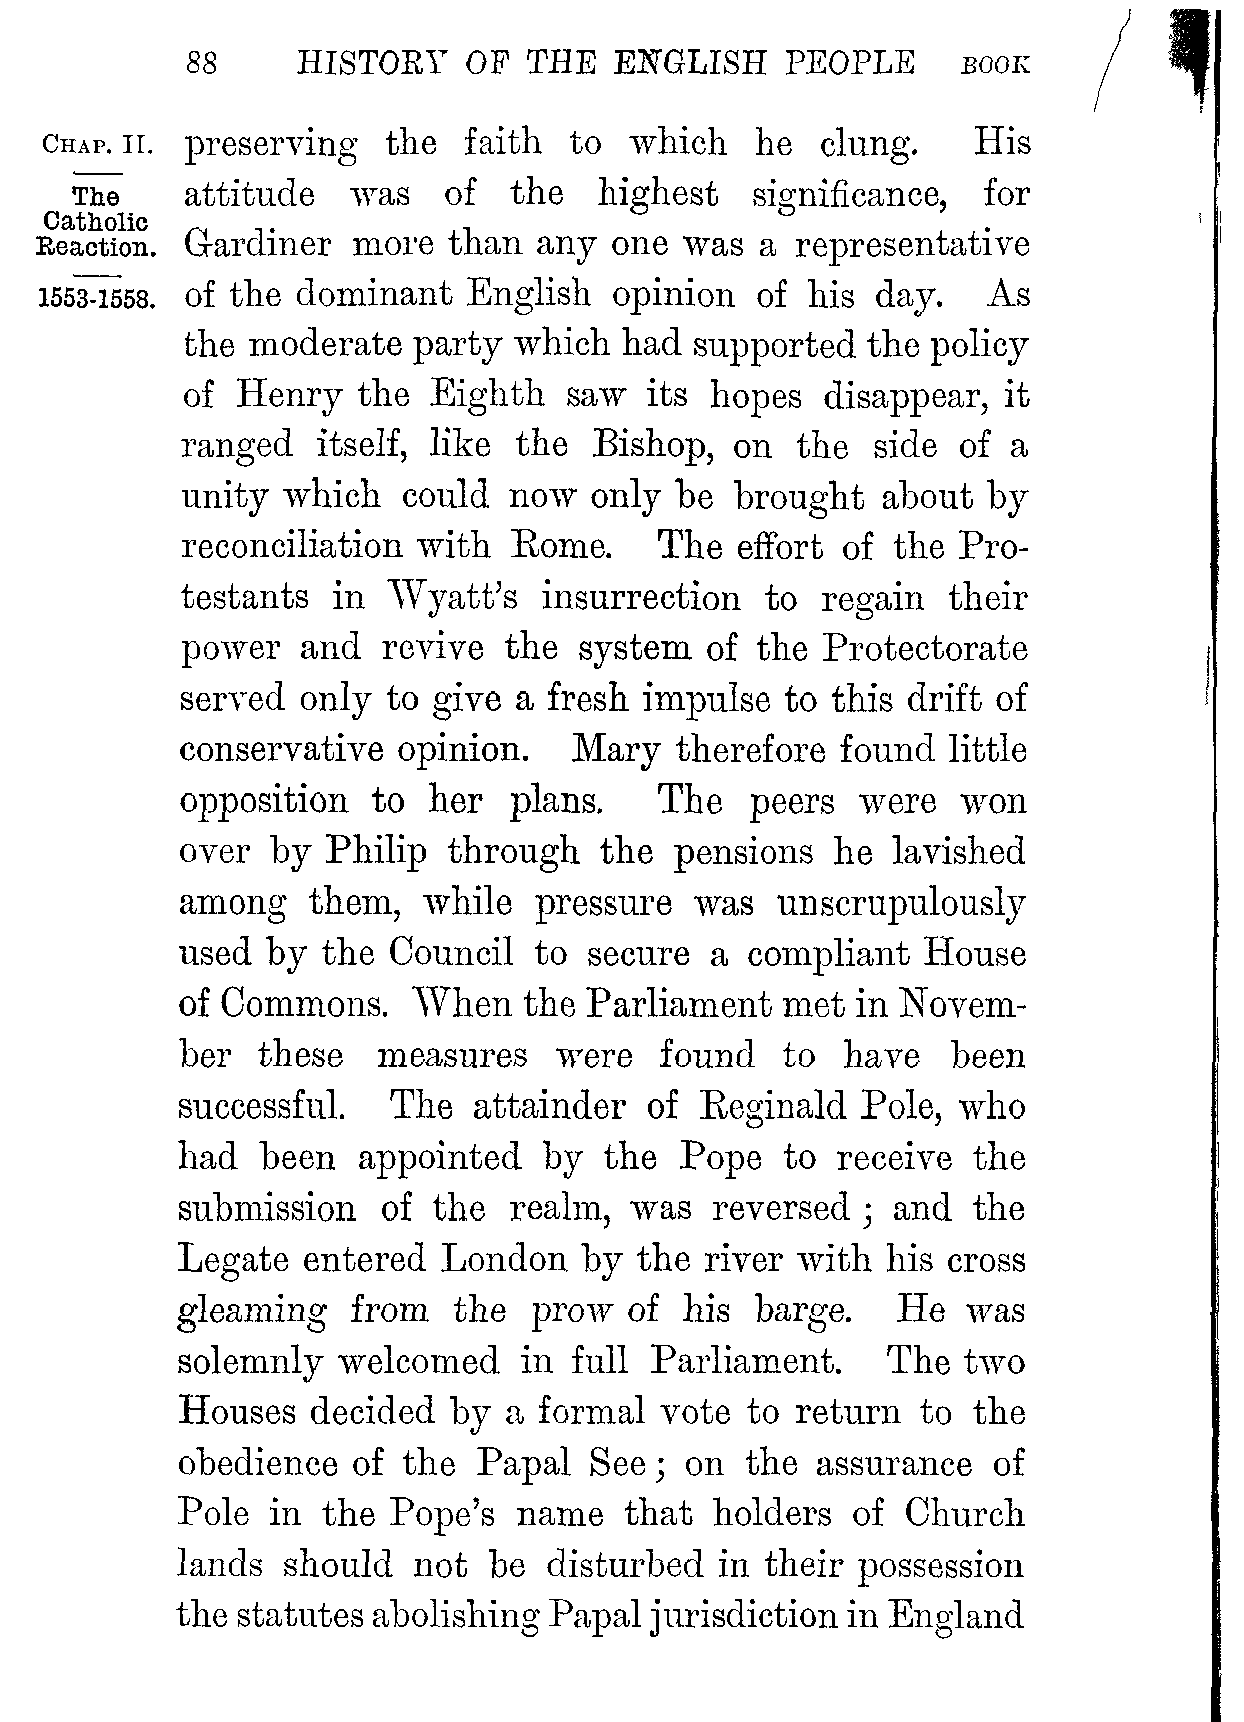 88 HISTORY OF THE ENGLISH PEOPLE BOOK
CHAP. II.
The
Catholic
Reaction.
1553-1558.
preserving the faith to which he clung. His
attitude was of the highest significance, for
Gardiner more than any one was a representative
of the dominant English opinion of his day. As
the moderate party which had supported the policy
of Henry the Eighth saw its hopes disappear, it
ranged itself, like the Bishop, on the side of a
unity which could now only be brought about by
reconciliation with Rome. The effort of the Pro-
testants in Wyatt's insurrection to regain their
power and revive the system of the Protectorate
served only to give a fresh impulse to this drift of
conservative opinion. Mary therefore found little
opposition to her plans. The peers were won
over by Philip through the pensions he lavished
among them, while pressure was unscrupulously
used by the Council to secure a compliant House
of Commons. When the Parliament met in Novem-
ber these measures were found to have been
successful. The attainder of Reginald Pole, who
had been appointed by the Pope to receive the
submission of the realm, was reversed ; and the
Legate entered London by the river with his cross
gleaming from the prow of his barge. He was
solemnly welcomed in full Parliament. The two
Houses decided by a formal vote to return to the
obedience of the Papal See ; on the assurance of
Pole in the Pope's name that holders of Church
lands should not be disturbed in their possession
the statutes abolishing Papal jurisdiction in England